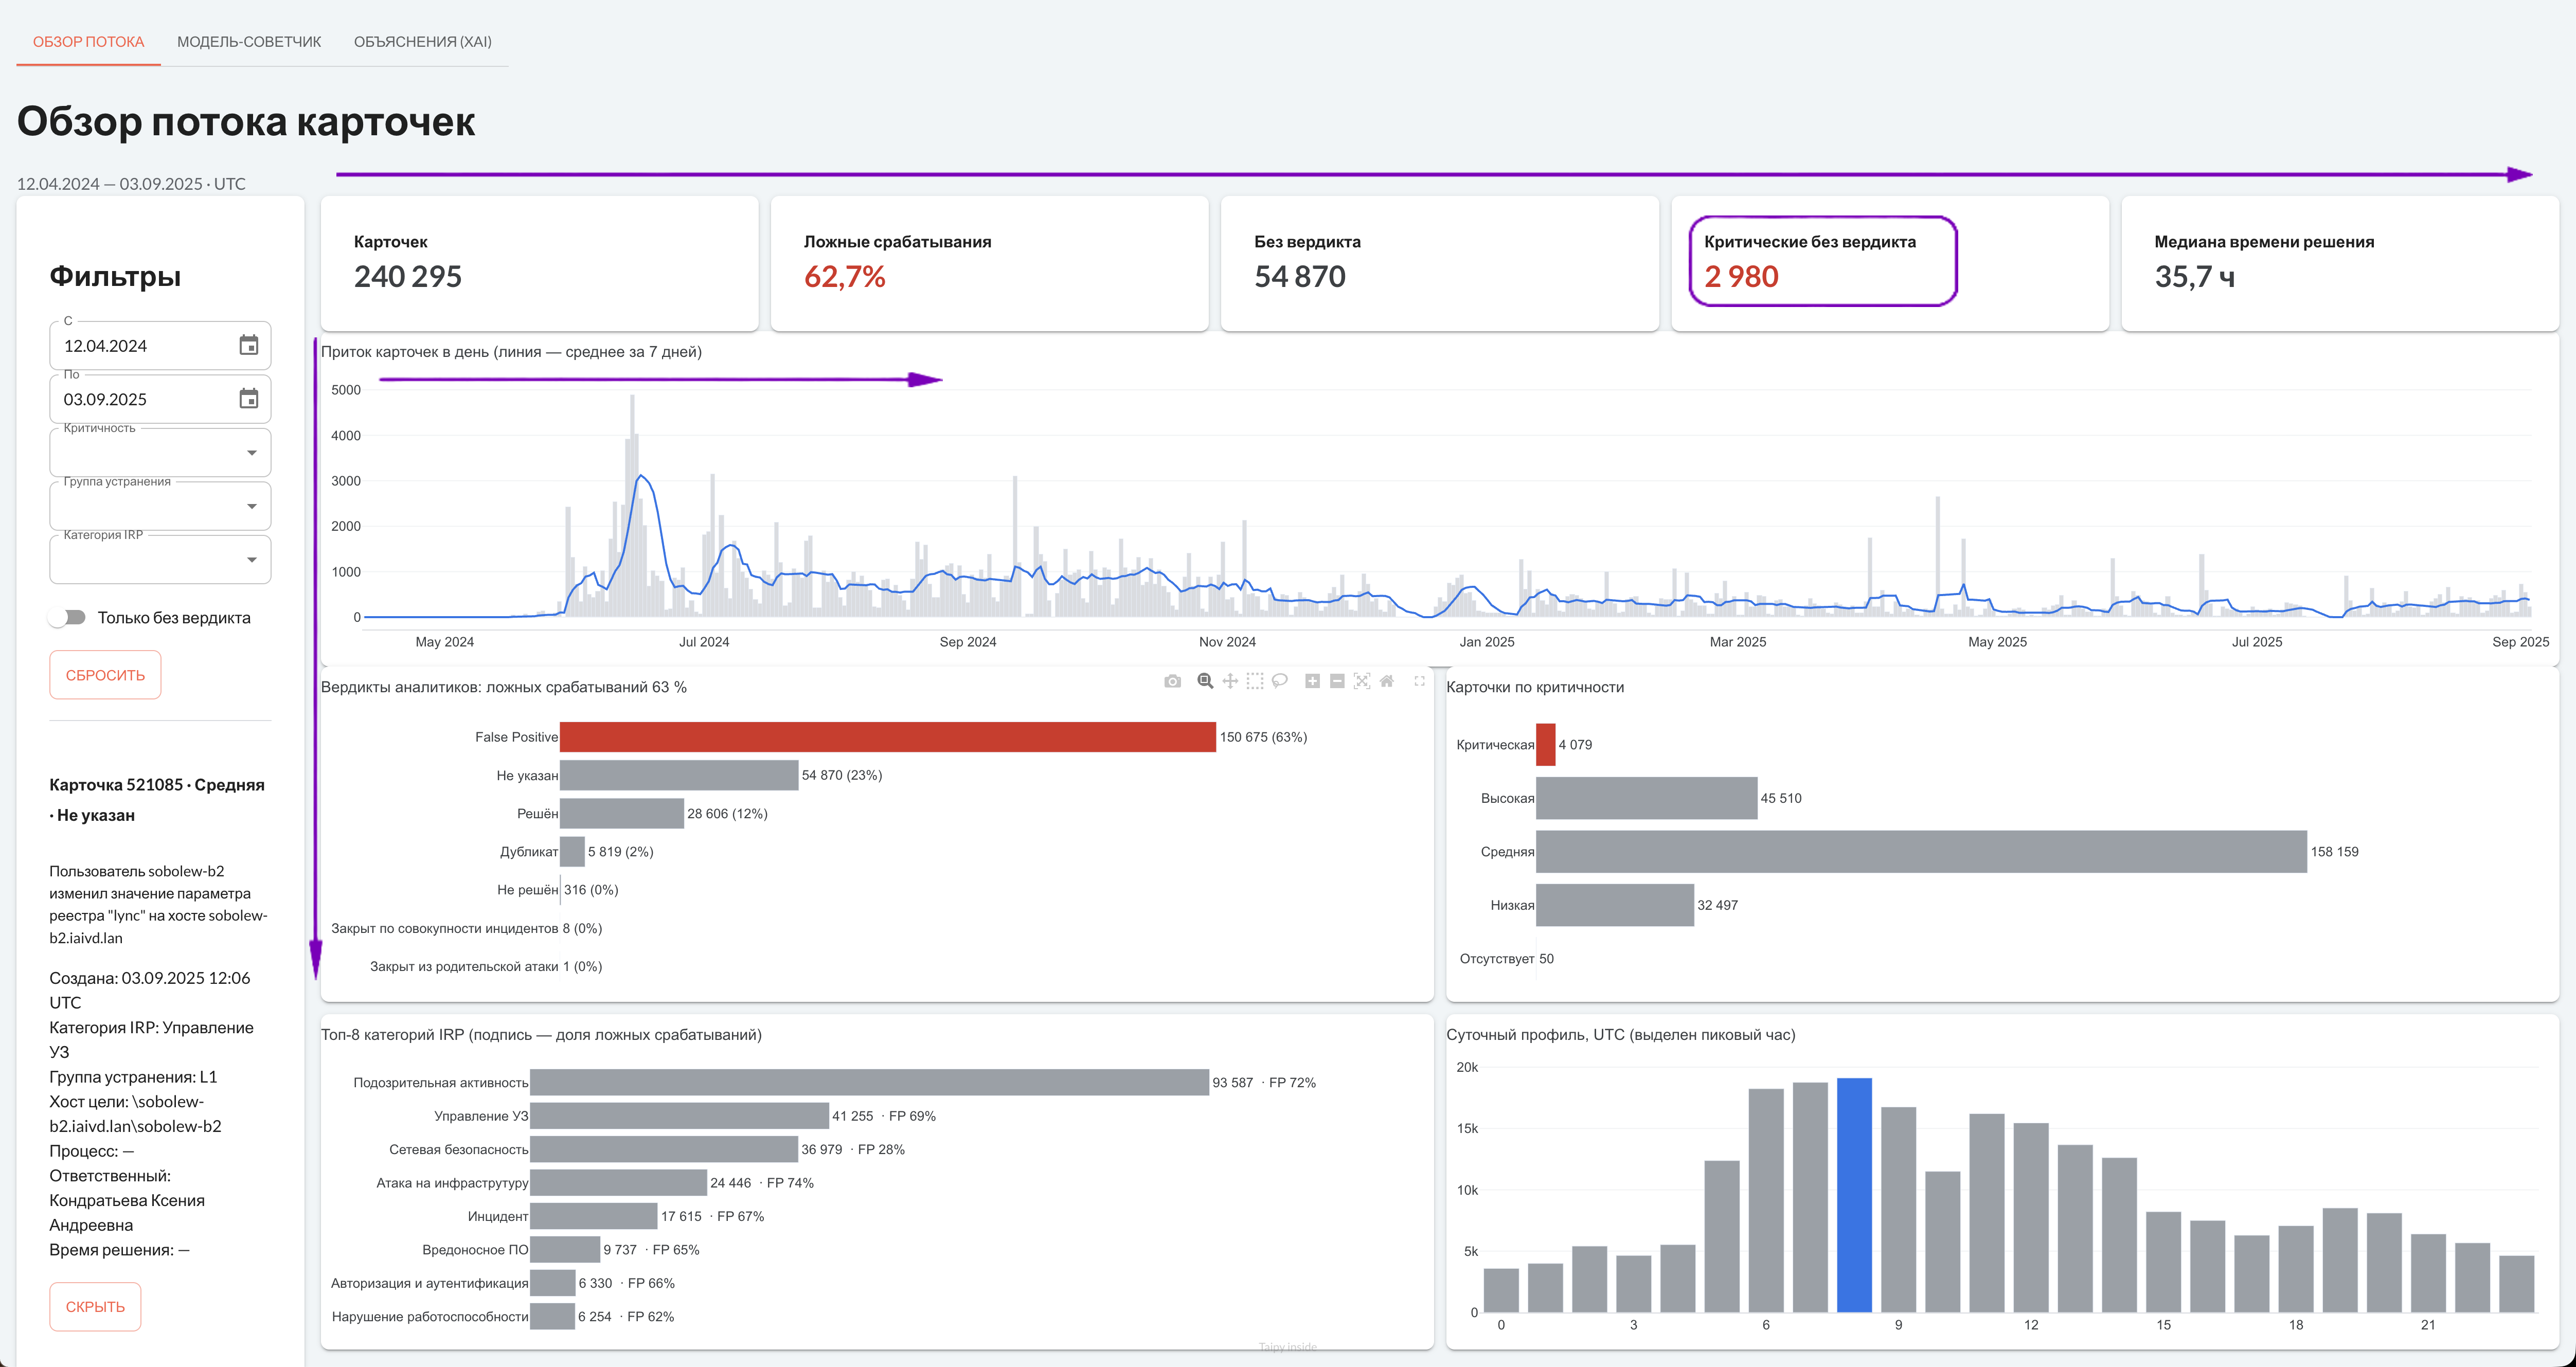 ОБЗОР ПОТОКА
МОДЕЛЬ-СОВЕТЧИК
ОБЪЯСНЕНИЯ (XAI)
Обзор потока карточек
12.04.2024 — 03.09.2025 · UTC
Фильтры
С
12.04.2024
По
03.09.2025
Критичность
Группа устранения
Категория IRP
Только без вердикта
СБРОСИТЬ
Карточка 521085 · Средняя
· Не указан
Пользователь sobolew-b2
изменил значение параметра
реестра "lync" на хосте sobolew-
b2.iaivd.lan
Создана: 03.09.2025 12:06
UTC
Категория IRP: Управление
УЗ
Группа устранения: L1
Хост цели: \sobolew-
b2.iaivd.lan\sobolew-b2
Процесс: —
Ответственный:
Кондратьева Ксения
Андреевна
Время решения: —
СКРЫТЬ
Карточек
240 295
Ложные срабатывания
62,7%
Без вердикта
54 870
Критические без вердикта
2 980
Медиана времени решения
35,7 ч
Приток карточек в день (линия — среднее за 7 дней)
5000
4000
3000
2000
1000
0
May 2024
Jul 2024
Sep 2024
Nov 2024
Jan 2025
Mar 2025
May 2025
Jul 2025
Sep 2025
Вердикты аналитиков: ложных срабатываний 63 %
False Positive 150 675 (63%)
Не указан 54 870 (23%)
Решён 28 606 (12%)
Дубликат 5 819 (2%)
Не решён 316 (0%)
Закрыт по совокупности инцидентов 8 (0%)
Закрыт из родительской атаки 1 (0%)
Карточки по критичности
Критическая 4 079
Высокая 45 510
Средняя 158 159
Низкая 32 497
Отсутствует 50
Топ-8 категорий IRP (подпись — доля ложных срабатываний)
Подозрительная активность 93 587 · FP 72%
Управление УЗ 41 255 · FP 69%
Сетевая безопасность 36 979 · FP 28%
Атака на инфраструтуру 24 446 · FP 74%
Инцидент 17 615 · FP 67%
Вредоносное ПО 9 737 · FP 65%
Авторизация и аутентификация 6 330 · FP 66%
Нарушение работоспособности 6 254 · FP 62%
Суточный профиль, UTC (выделен пиковый час)
20k
15k
10k
5k
0
0
3
6
9
12
15
18
21
Taipy inside